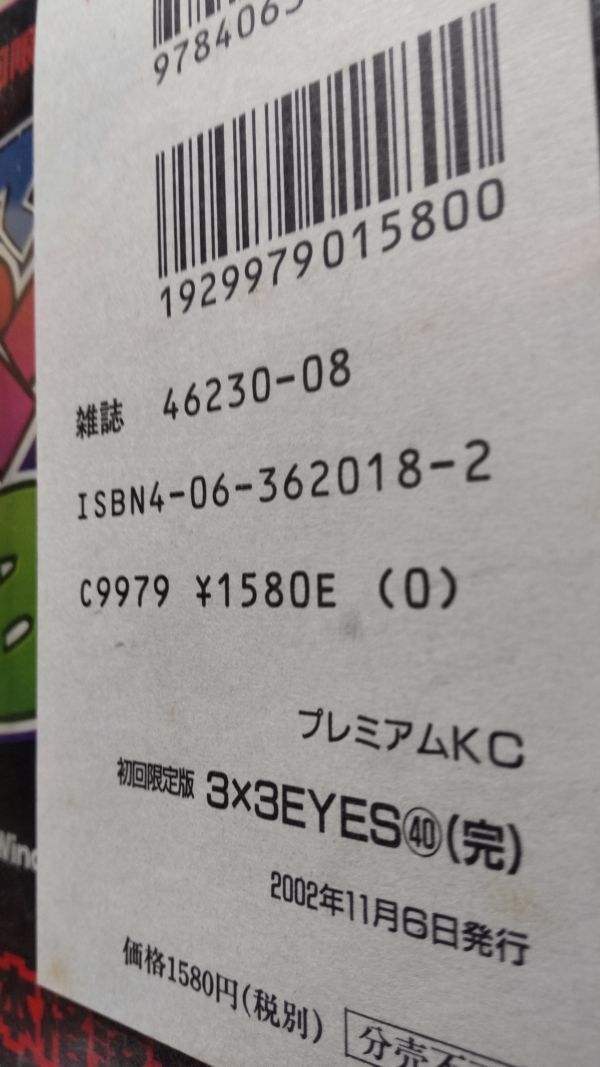 1929979015800
雑誌 46230-08
ISBN4-06-362018-2
C9979 ¥1580E (0)
プレミアムKC
初回限定版 3×3EYES㊵(完)
2002年11月6日発行
価格1580円(税別)